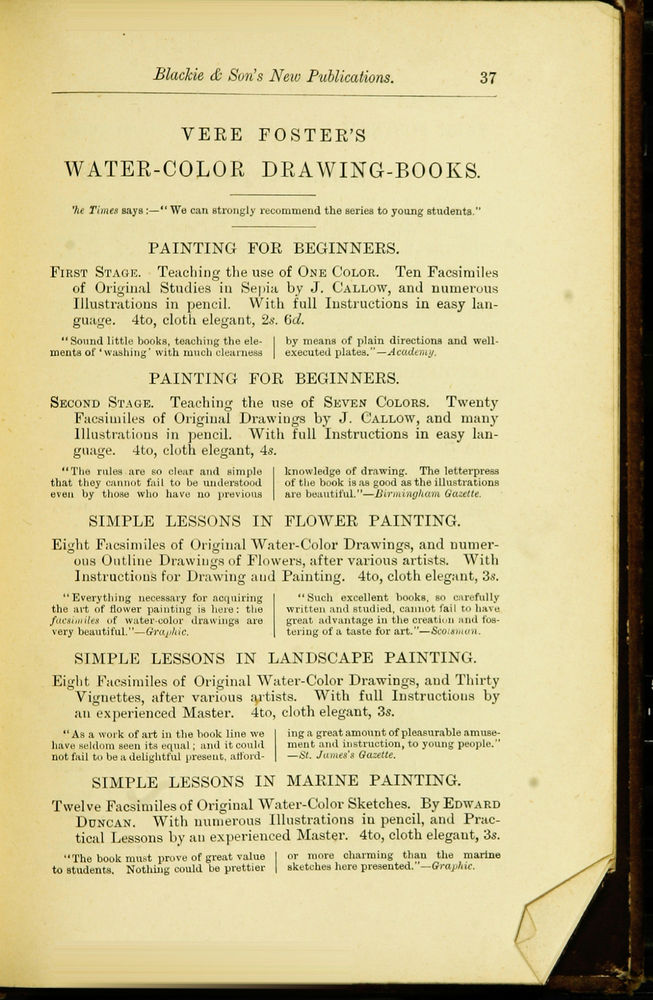 Blackie & Son's New Publications. 37
VERE FOSTER'S
WATER-COLOR DRAWING-BOOKS.
'he Times says:—"We can strongly recommend the series to young students."
PAINTING FOR BEGINNERS.
FIRST STAGE. Teaching the use of ONE COLOR. Ten Facsimiles
of Original Studies in Sepia by J. CALLOW, and numerous
Illustrations in pencil. With full Instructions in easy lan-
guage. 4to, cloth elegant, 2s. 6d.
"Sound little books, teaching the ele-
ments of 'washing' with much clearness
by means of plain directions and well-
executed plates."—Academy.
PAINTING FOR BEGINNERS.
SECOND STAGE. Teaching the use of SEVEN COLORS. Twenty
Facsimiles of Original Drawings by J. CALLOW, and many
Illustrations in pencil. With full Instructions in easy lan-
guage. 4to, cloth elegant, 4s.
"The rules are so clear and simple
that they cannot fail to be understood
even by those who have no previous
knowledge of drawing. The letterpress
of the book is as good as the illustrations
are beautiful."—Birmingham Gazette.
SIMPLE LESSONS IN FLOWER PAINTING.
Eight Facsimiles of Original Water-Color Drawings, and numer-
ous Outline Drawings of Flowers, after various artists. With
Instructions for Drawing and Painting. 4to, cloth elegant, 3s.
"Everything necessary for acquiring
the art of flower painting is here: the
facsimiles of water-color drawings are
very beautiful."—Graphic.
"Such excellent books, so carefully
written and studied, cannot fail to have
great advantage in the creation and fos-
tering of a taste for art."—Scotsman.
SIMPLE LESSONS IN LANDSCAPE PAINTING.
Eight Facsimiles of Original Water-Color Drawings, and Thirty
Vignettes, after various artists. With full Instructions by
an experienced Master. 4to, cloth elegant, 3s.
"As a work of art in the book line we
have seldom seen its equal; and it could
not fail to be a delightful present, afford-
ing a great amount of pleasurable amuse-
ment and instruction, to young people."
—St. James's Gazette.
SIMPLE LESSONS IN MARINE PAINTING.
Twelve Facsimiles of Original Water-Color Sketches. By EDWARD
DUNCAN. With numerous Illustrations in pencil, and Prac-
tical Lessons by an experienced Master. 4to, cloth elegant, 3s.
"The book must prove of great value
to students. Nothing could be prettier
or more charming than the marine
sketches here presented."—Graphic.